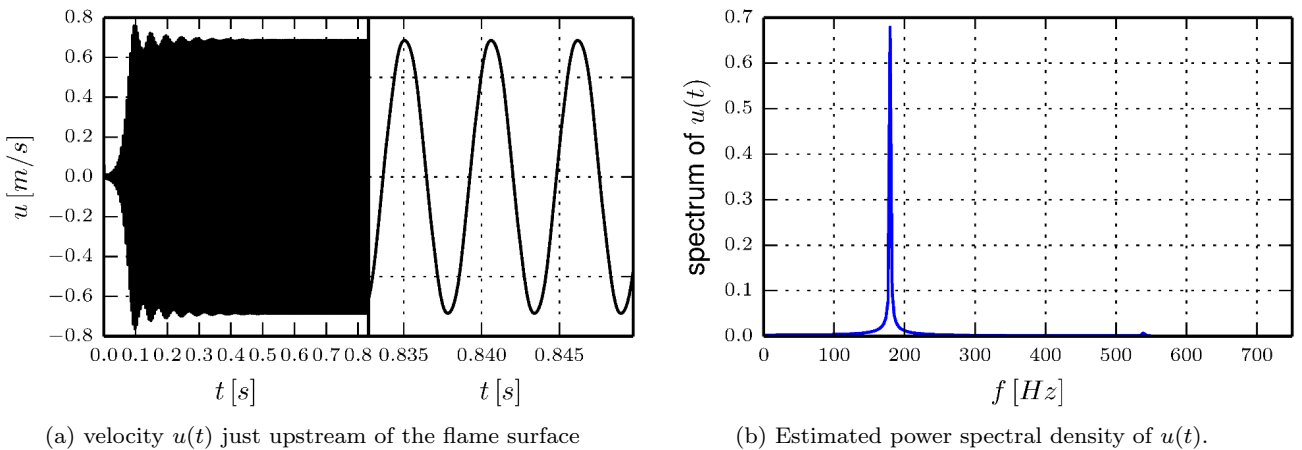 0.8
0.6
0.4
0.2
0.0
−0.2
−0.4
−0.6
−0.8
u [m/s]
0.0 0.1 0.2 0.3 0.4 0.5 0.6 0.7 0.8
0.835 0.840 0.845
t [s]
t [s]
(a) velocity u(t) just upstream of the flame surface
0.7
0.6
0.5
0.4
0.3
0.2
0.1
0.0
spectrum of u(t)
0 100 200 300 400 500 600 700
f [Hz]
(b) Estimated power spectral density of u(t).